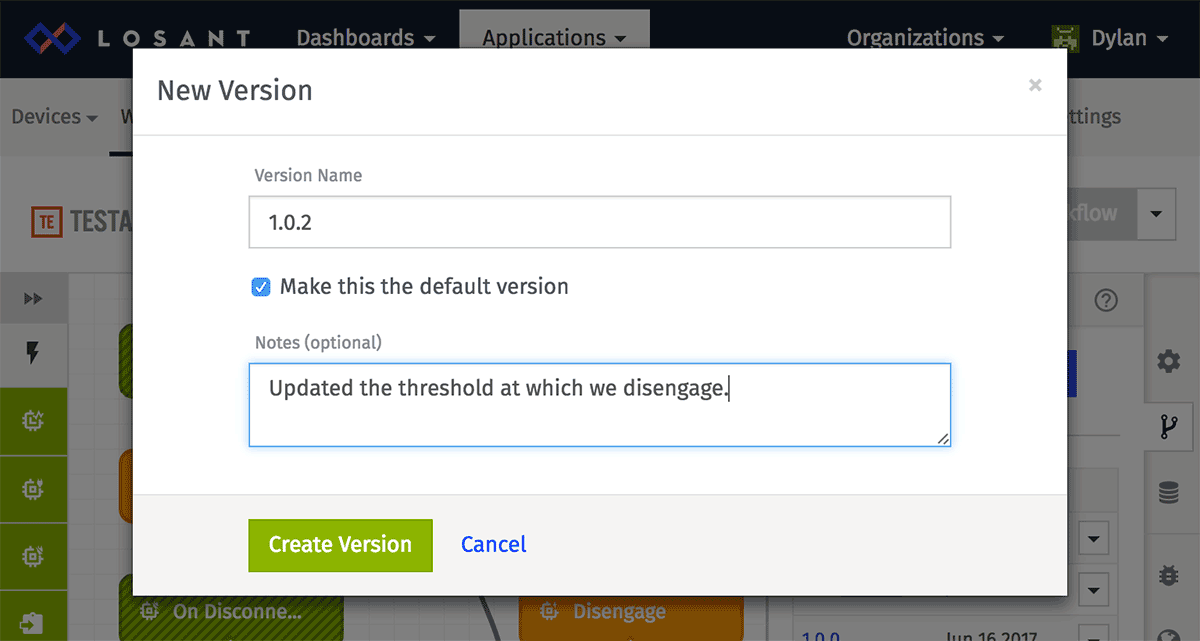 LOSANT
Dashboards
Applications
Organizations
Dylan
New Version
×
Devices
ttings
Version Name
TE TESTA
1.0.2
kflow
Make this the default version
Notes (optional)
Updated the threshold at which we disengage.
Create Version
Cancel
On Disconne...
Disengage
1.0.0
Jun 16 2017